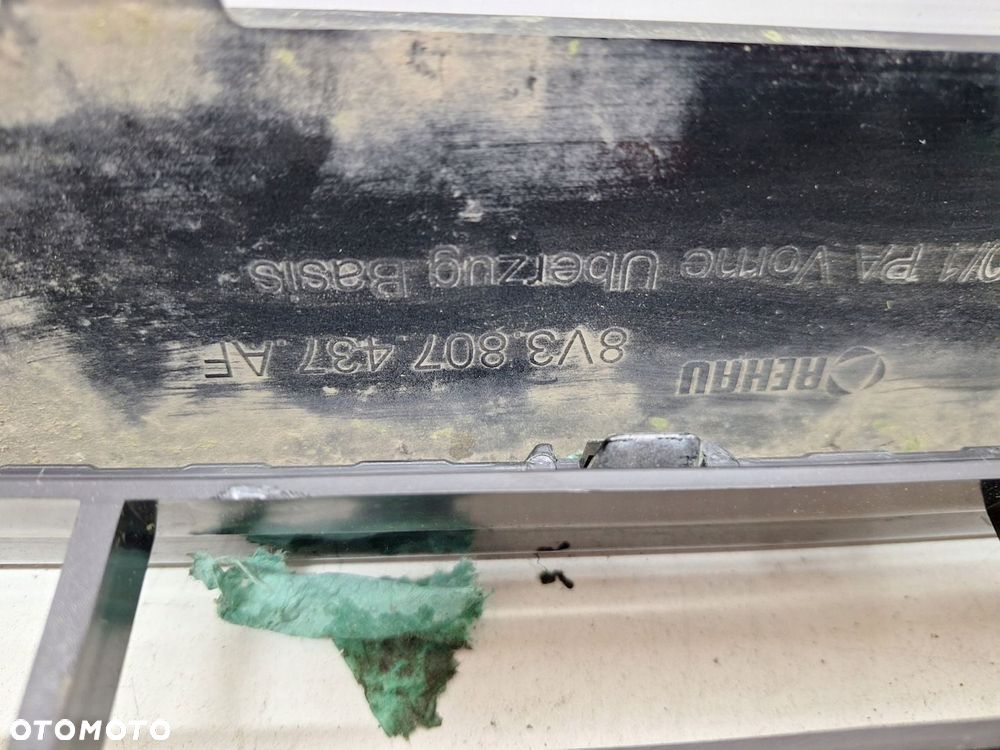 REHAU
8V3.807.437.AF
PA Vorne Uberzug Basis
OTOMOTO